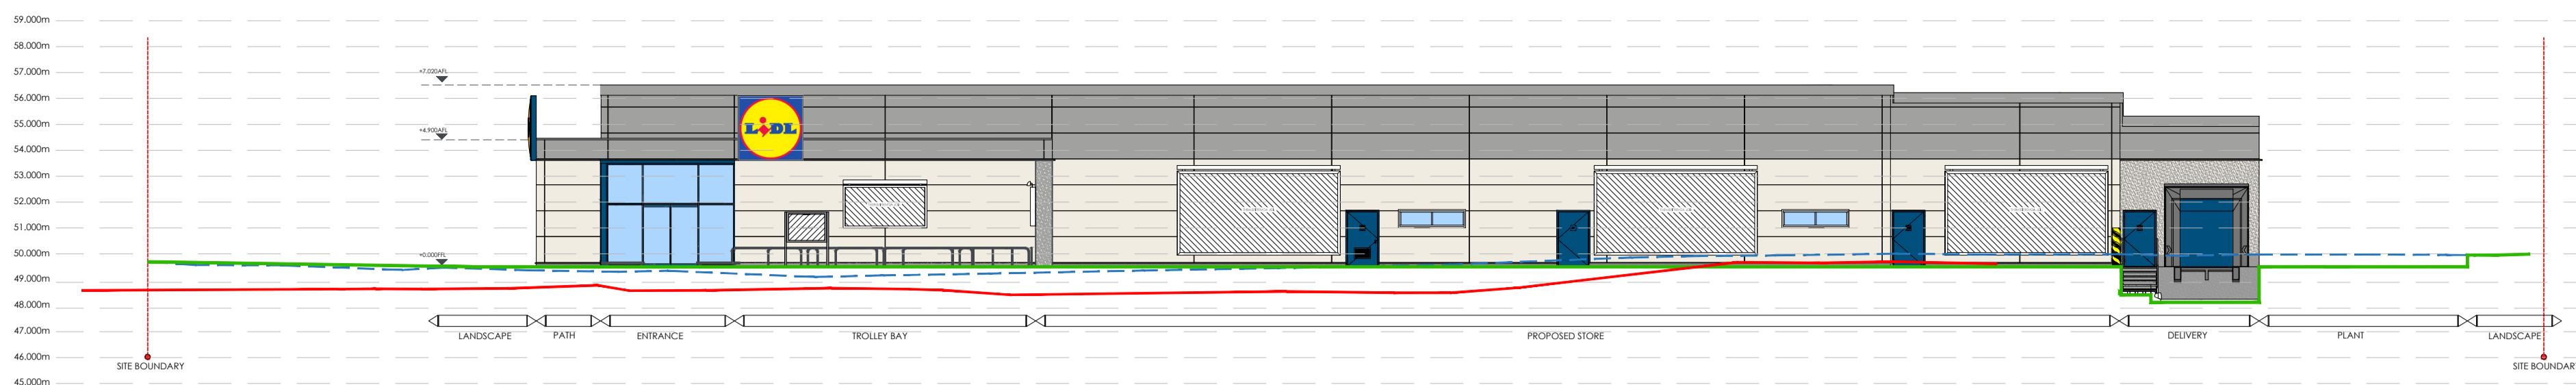 59.000m
58.000m
57.000m
56.000m
55.000m
54.000m
53.000m
52.000m
51.000m
50.000m
49.000m
48.000m
47.000m
46.000m
45.000m
+7.020AFL
+4.900AFL
+0.000FFL
LiDL
LANDSCAPE
PATH
ENTRANCE
TROLLEY BAY
PROPOSED STORE
DELIVERY
PLANT
LANDSCAPE
SITE BOUNDARY
SITE BOUNDARY